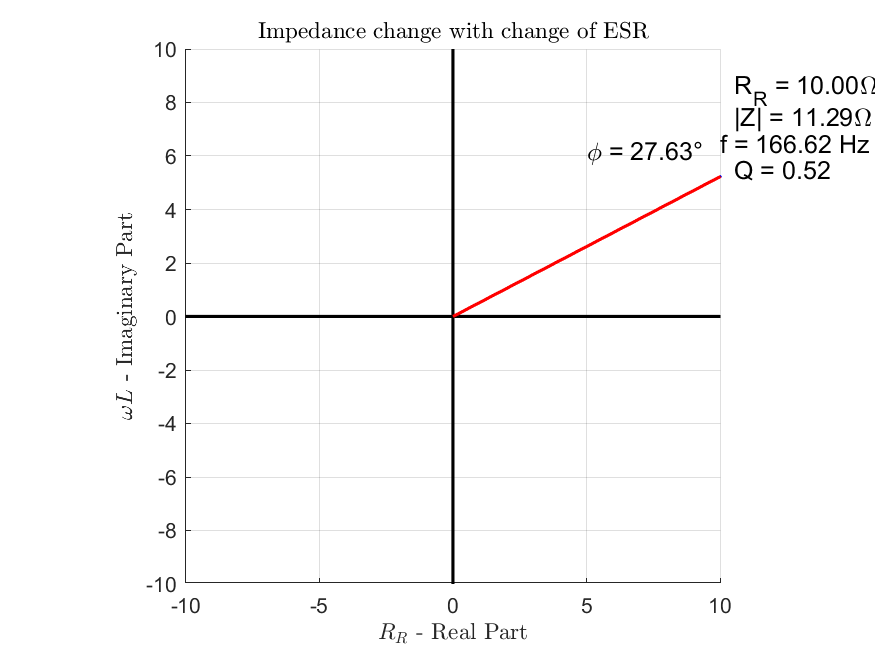 Impedance change with change of ESR
R_R = 10.00Ω
|Z| = 11.29Ω
ϕ = 27.63°
f = 166.62 Hz
Q = 0.52
10
8
6
4
2
0
-2
-4
-6
-8
-10
ωL - Imaginary Part
-10
-5
0
5
10
R_R - Real Part